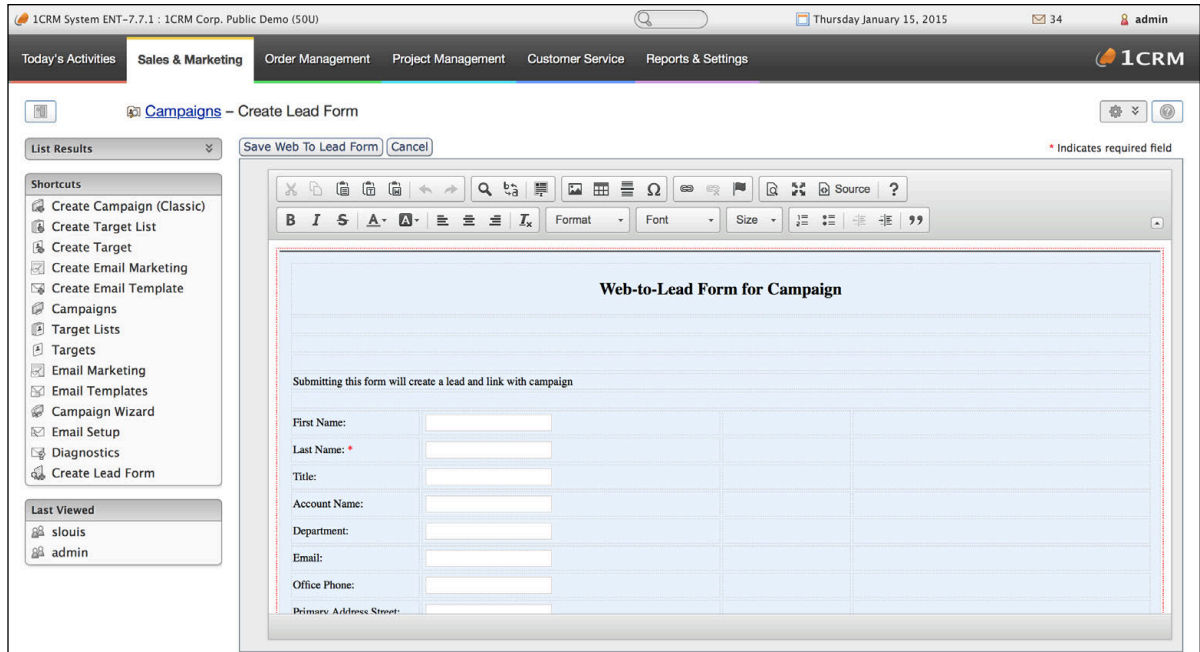 1CRM System ENT-7.7.1 : 1CRM Corp. Public Demo (50U)
Thursday January 15, 2015
34
admin
Today's Activities
Sales & Marketing
Order Management
Project Management
Customer Service
Reports & Settings
1CRM
Campaigns – Create Lead Form
List Results
Shortcuts
Create Campaign (Classic)
Create Target List
Create Target
Create Email Marketing
Create Email Template
Campaigns
Target Lists
Targets
Email Marketing
Email Templates
Campaign Wizard
Email Setup
Diagnostics
Create Lead Form
Last Viewed
slouis
admin
Save Web To Lead Form
Cancel
* Indicates required field
Source
?
B I S A A Ix
Format
Font
Size
Web-to-Lead Form for Campaign
Submitting this form will create a lead and link with campaign
First Name:
Last Name: *
Title:
Account Name:
Department:
Email:
Office Phone:
Primary Address Street: